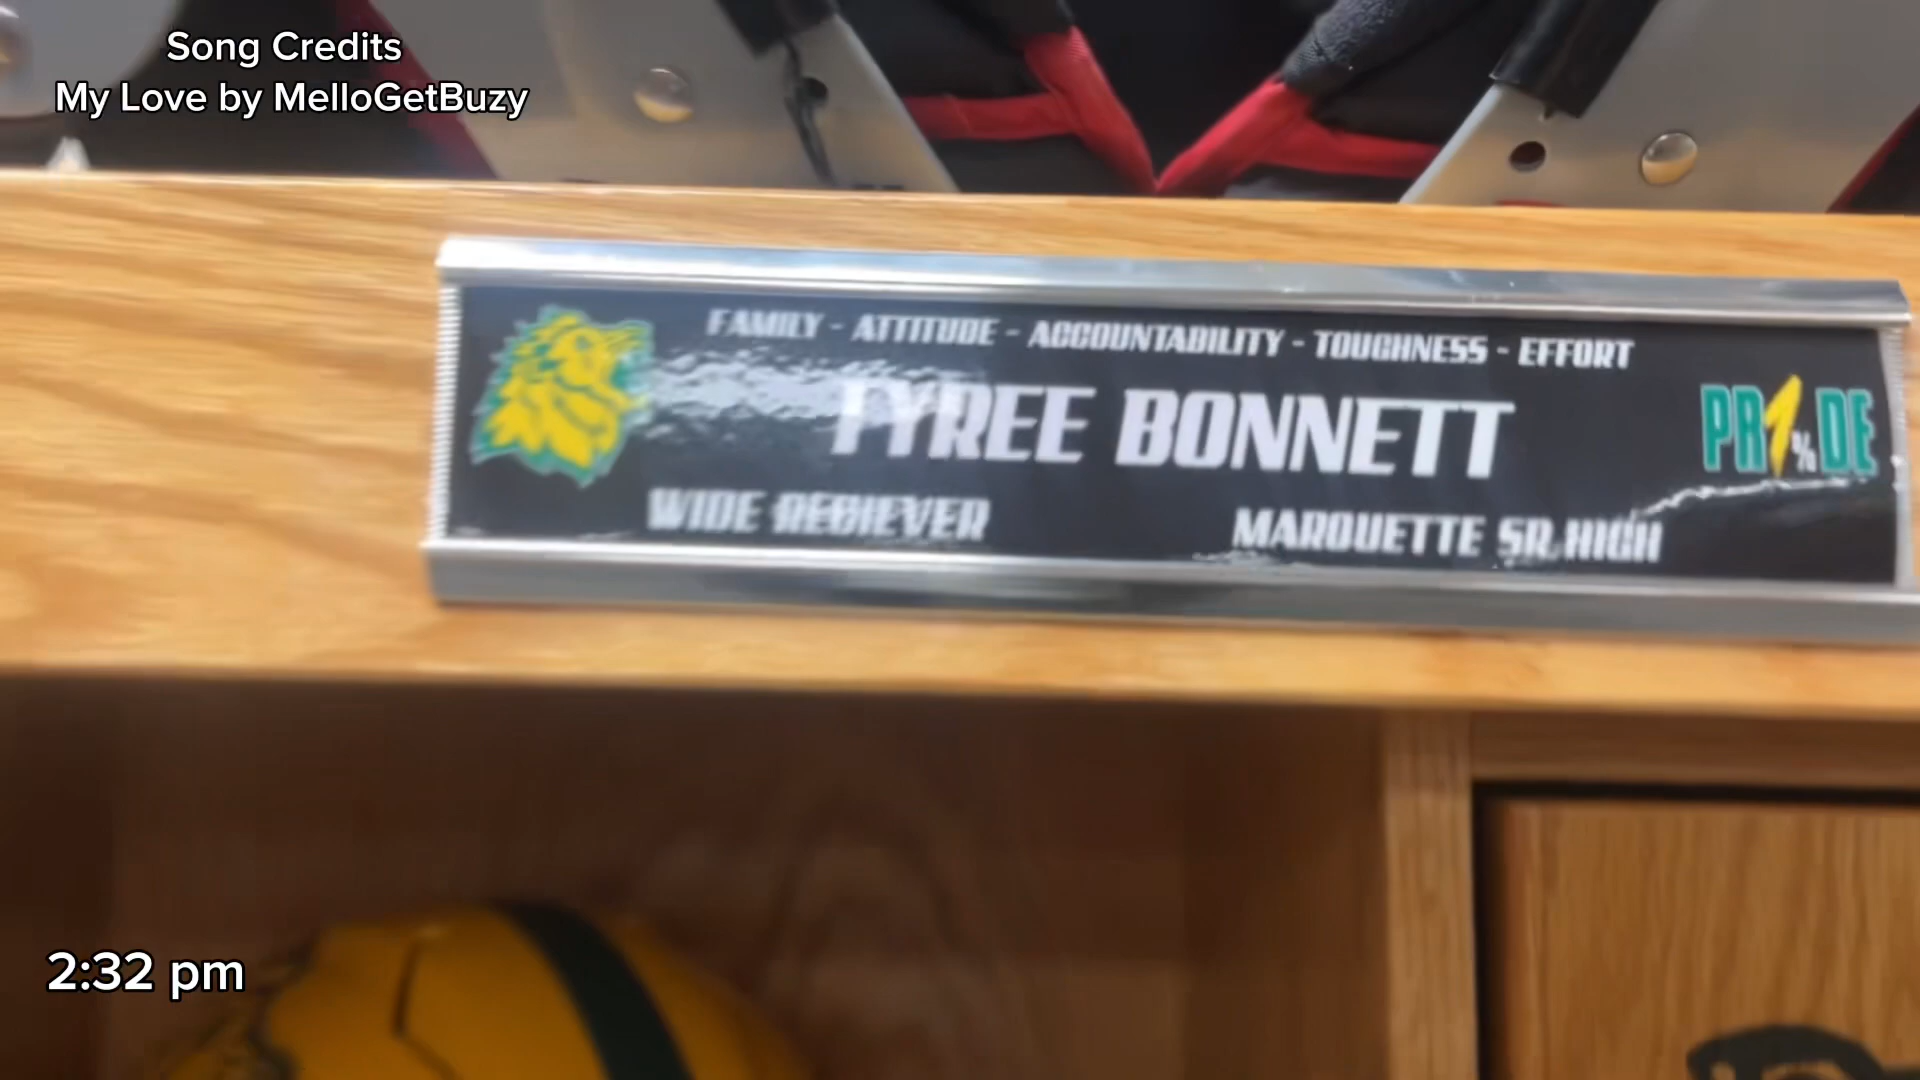 Song Credits
My Love by MelloGetBuzy
FAMILY - ATTITUDE - ACCOUNTABILITY - TOUGHNESS - EFFORT
TYREE BONNETT
PR1%DE
WIDE RECIEVER
MARQUETTE SR.HIGH
2:32 pm